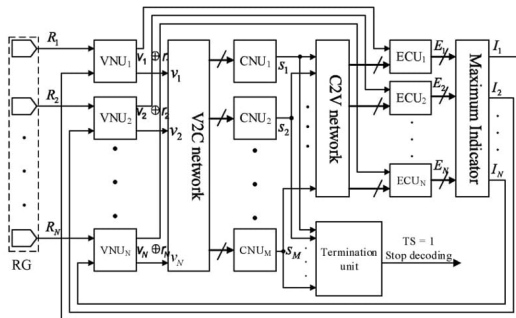 R1
R2
RN
RG
VNU1
VNU2
VNUN
v1 ⊕ r1
v1
v2 ⊕ r2
v2
vN ⊕ rN
vN
V2C network
CNU1
CNU2
CNUM
s1
s2
sM
C2V network
ECU1
ECU2
ECUN
E1
E2
EN
Maximum Indicator
I1
I2
IN
Termination
unit
TS = 1
Stop decoding